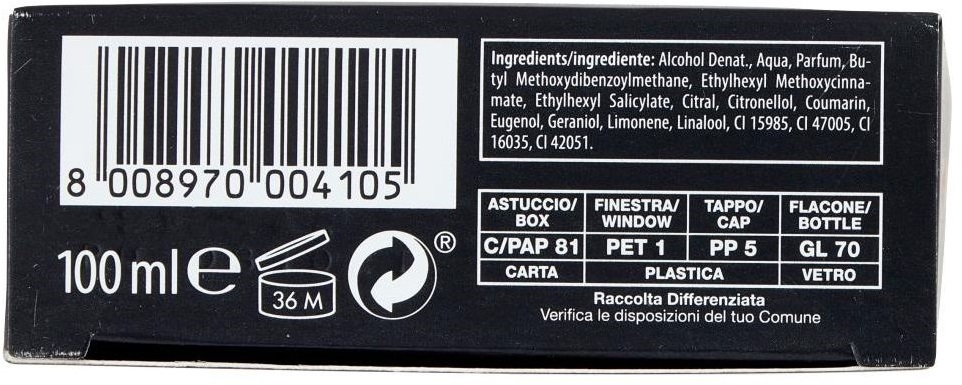 Ingredients/ingrediente: Alcohol Denat., Aqua, Parfum, Bu-
tyl Methoxydibenzoylmethane, Ethylhexyl Methoxycinna-
mate, Ethylhexyl Salicylate, Citral, Citronellol, Coumarin,
Eugenol, Geraniol, Limonene, Linalool, CI 15985, CI 47005, CI
16035, CI 42051.
8 008970 004105
100 ml e
36 M
®
ASTUCCIO/ FINESTRA/ TAPPO/ FLACONE/
BOX WINDOW CAP BOTTLE
C/PAP 81 PET 1 PP 5 GL 70
CARTA PLASTICA VETRO
Raccolta Differenziata
Verifica le disposizioni del tuo Comune